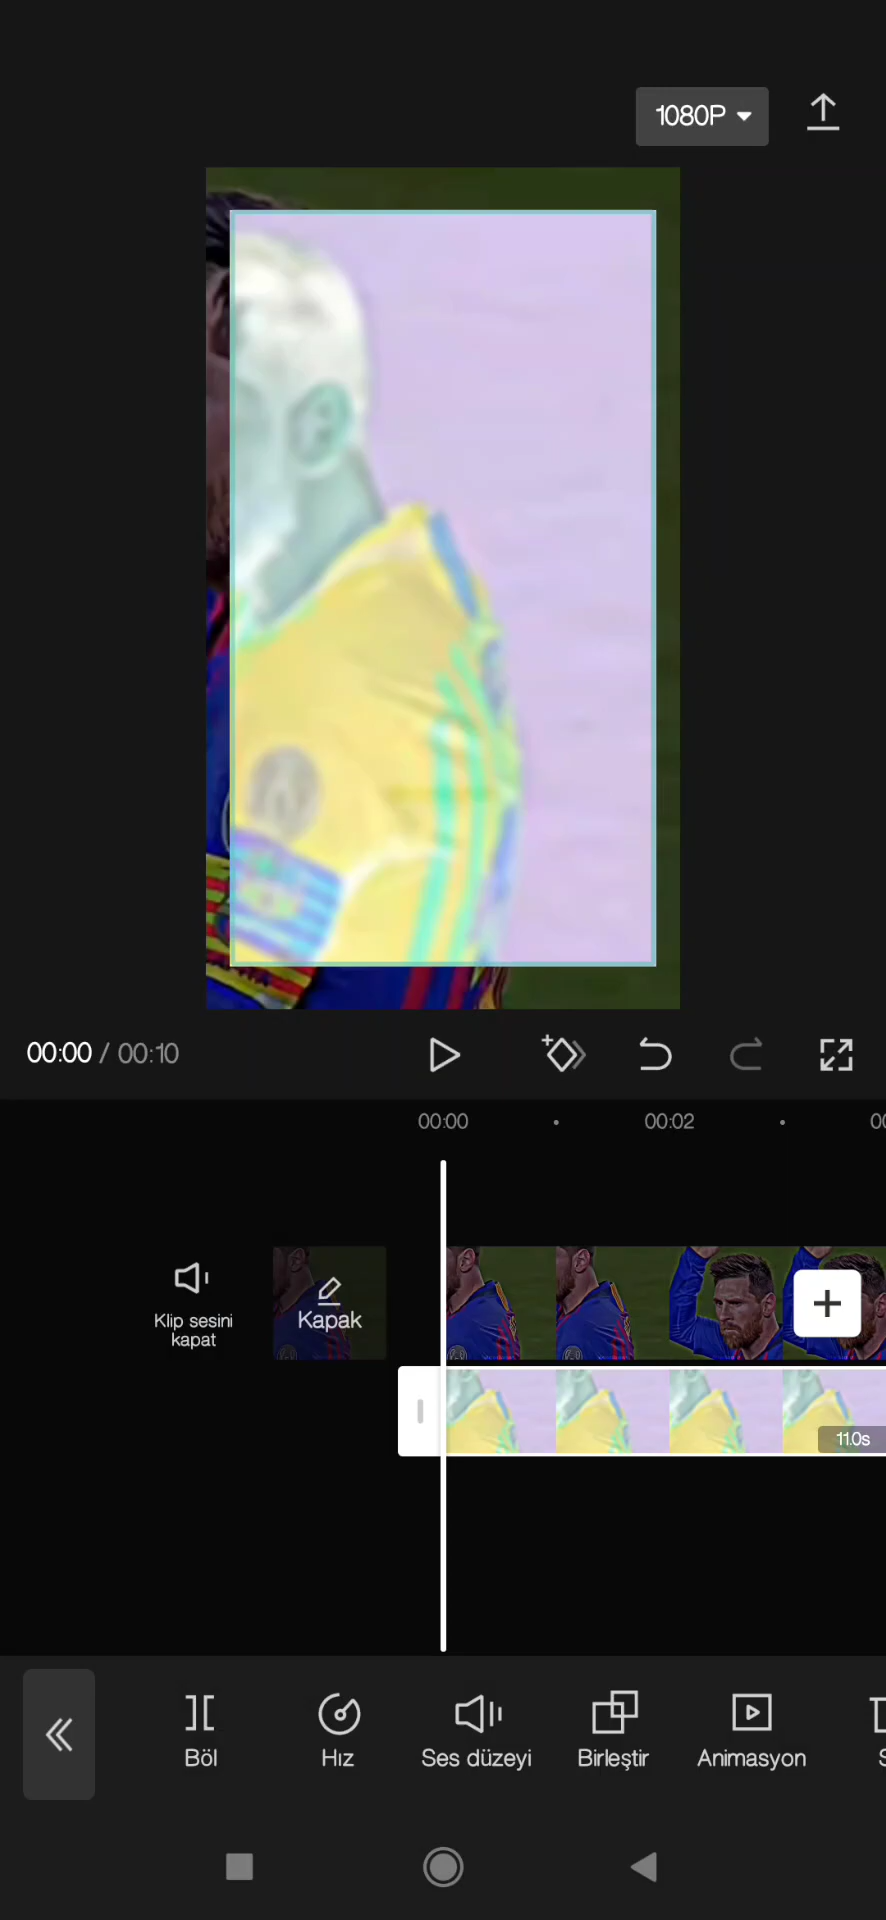 1080P
00:00 / 00:10
00:00
00:02
Klip sesini
kapat
Kapak
11.0s
Böl
Hız
Ses düzeyi
Birleştir
Animasyon